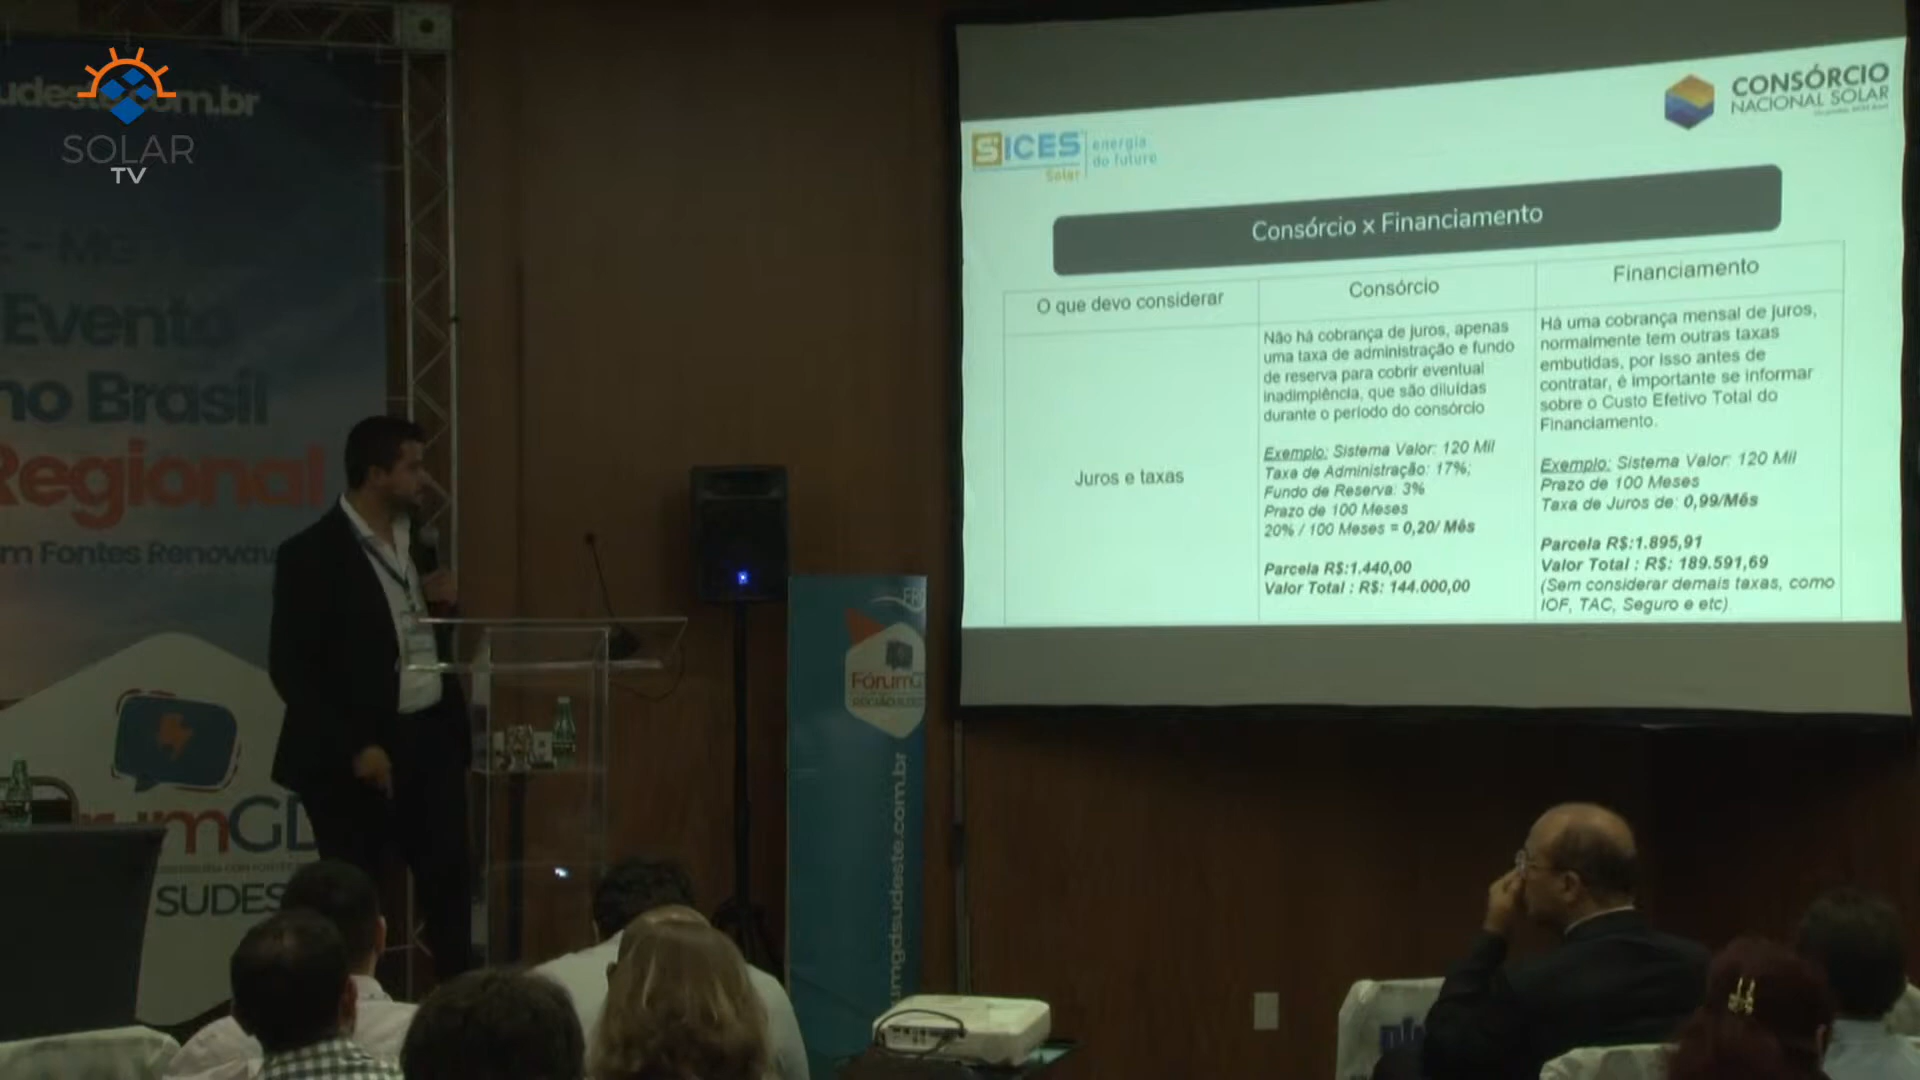 SOLAR
TV
udeste.com.br
E - MG
Evento
no Brasil
Regional
m Fontes Renováv
rumGD
SUDES
FórumG
umgdsudeste.com.br
SICES
Solar
energia
do futuro
CONSÓRCIO
NACIONAL SOLAR
Consórcio x Financiamento
O que devo considerar
Consórcio
Financiamento
Juros e taxas
Não há cobrança de juros, apenas
uma taxa de administração e fundo
de reserva para cobrir eventual
inadimplência, que são diluídas
durante o período do consórcio
Exemplo: Sistema Valor: 120 Mil
Taxa de Administração: 17%;
Fundo de Reserva: 3%
Prazo de 100 Meses
20% / 100 Meses = 0,20/ Mês
Parcela R$:1.440,00
Valor Total : R$: 144.000,00
Há uma cobrança mensal de juros,
normalmente tem outras taxas
embutidas, por isso antes de
contratar, é importante se informar
sobre o Custo Efetivo Total do
Financiamento.
Exemplo: Sistema Valor: 120 Mil
Prazo de 100 Meses
Taxa de Juros de: 0,99/Mês
Parcela R$:1.895,91
Valor Total : R$: 189.591,69
(Sem considerar demais taxas, como
IOF, TAC, Seguro e etc)